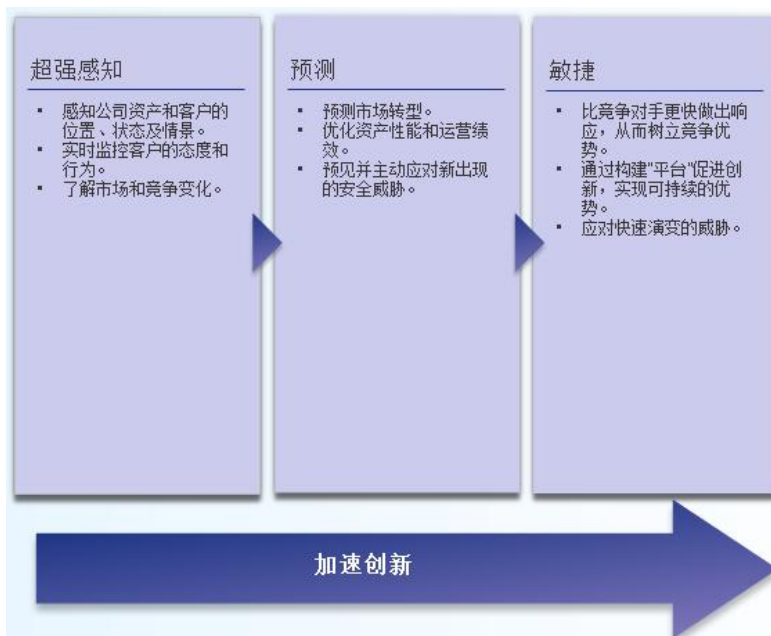 超强感知
▪ 感知公司资产和客户的
位置、状态及情景。
▪ 实时监控客户的态度和
行为。
▪ 了解市场和竞争变化。
预测
▪ 预测市场转型。
▪ 优化资产性能和运营绩
效。
▪ 预见并主动应对新出现
的安全威胁。
敏捷
▪ 比竞争对手更快做出响
应，从而树立竞争优
势。
▪ 通过构建"平台"促进创
新，实现可持续的优
势。
▪ 应对快速演变的威胁。
加速创新